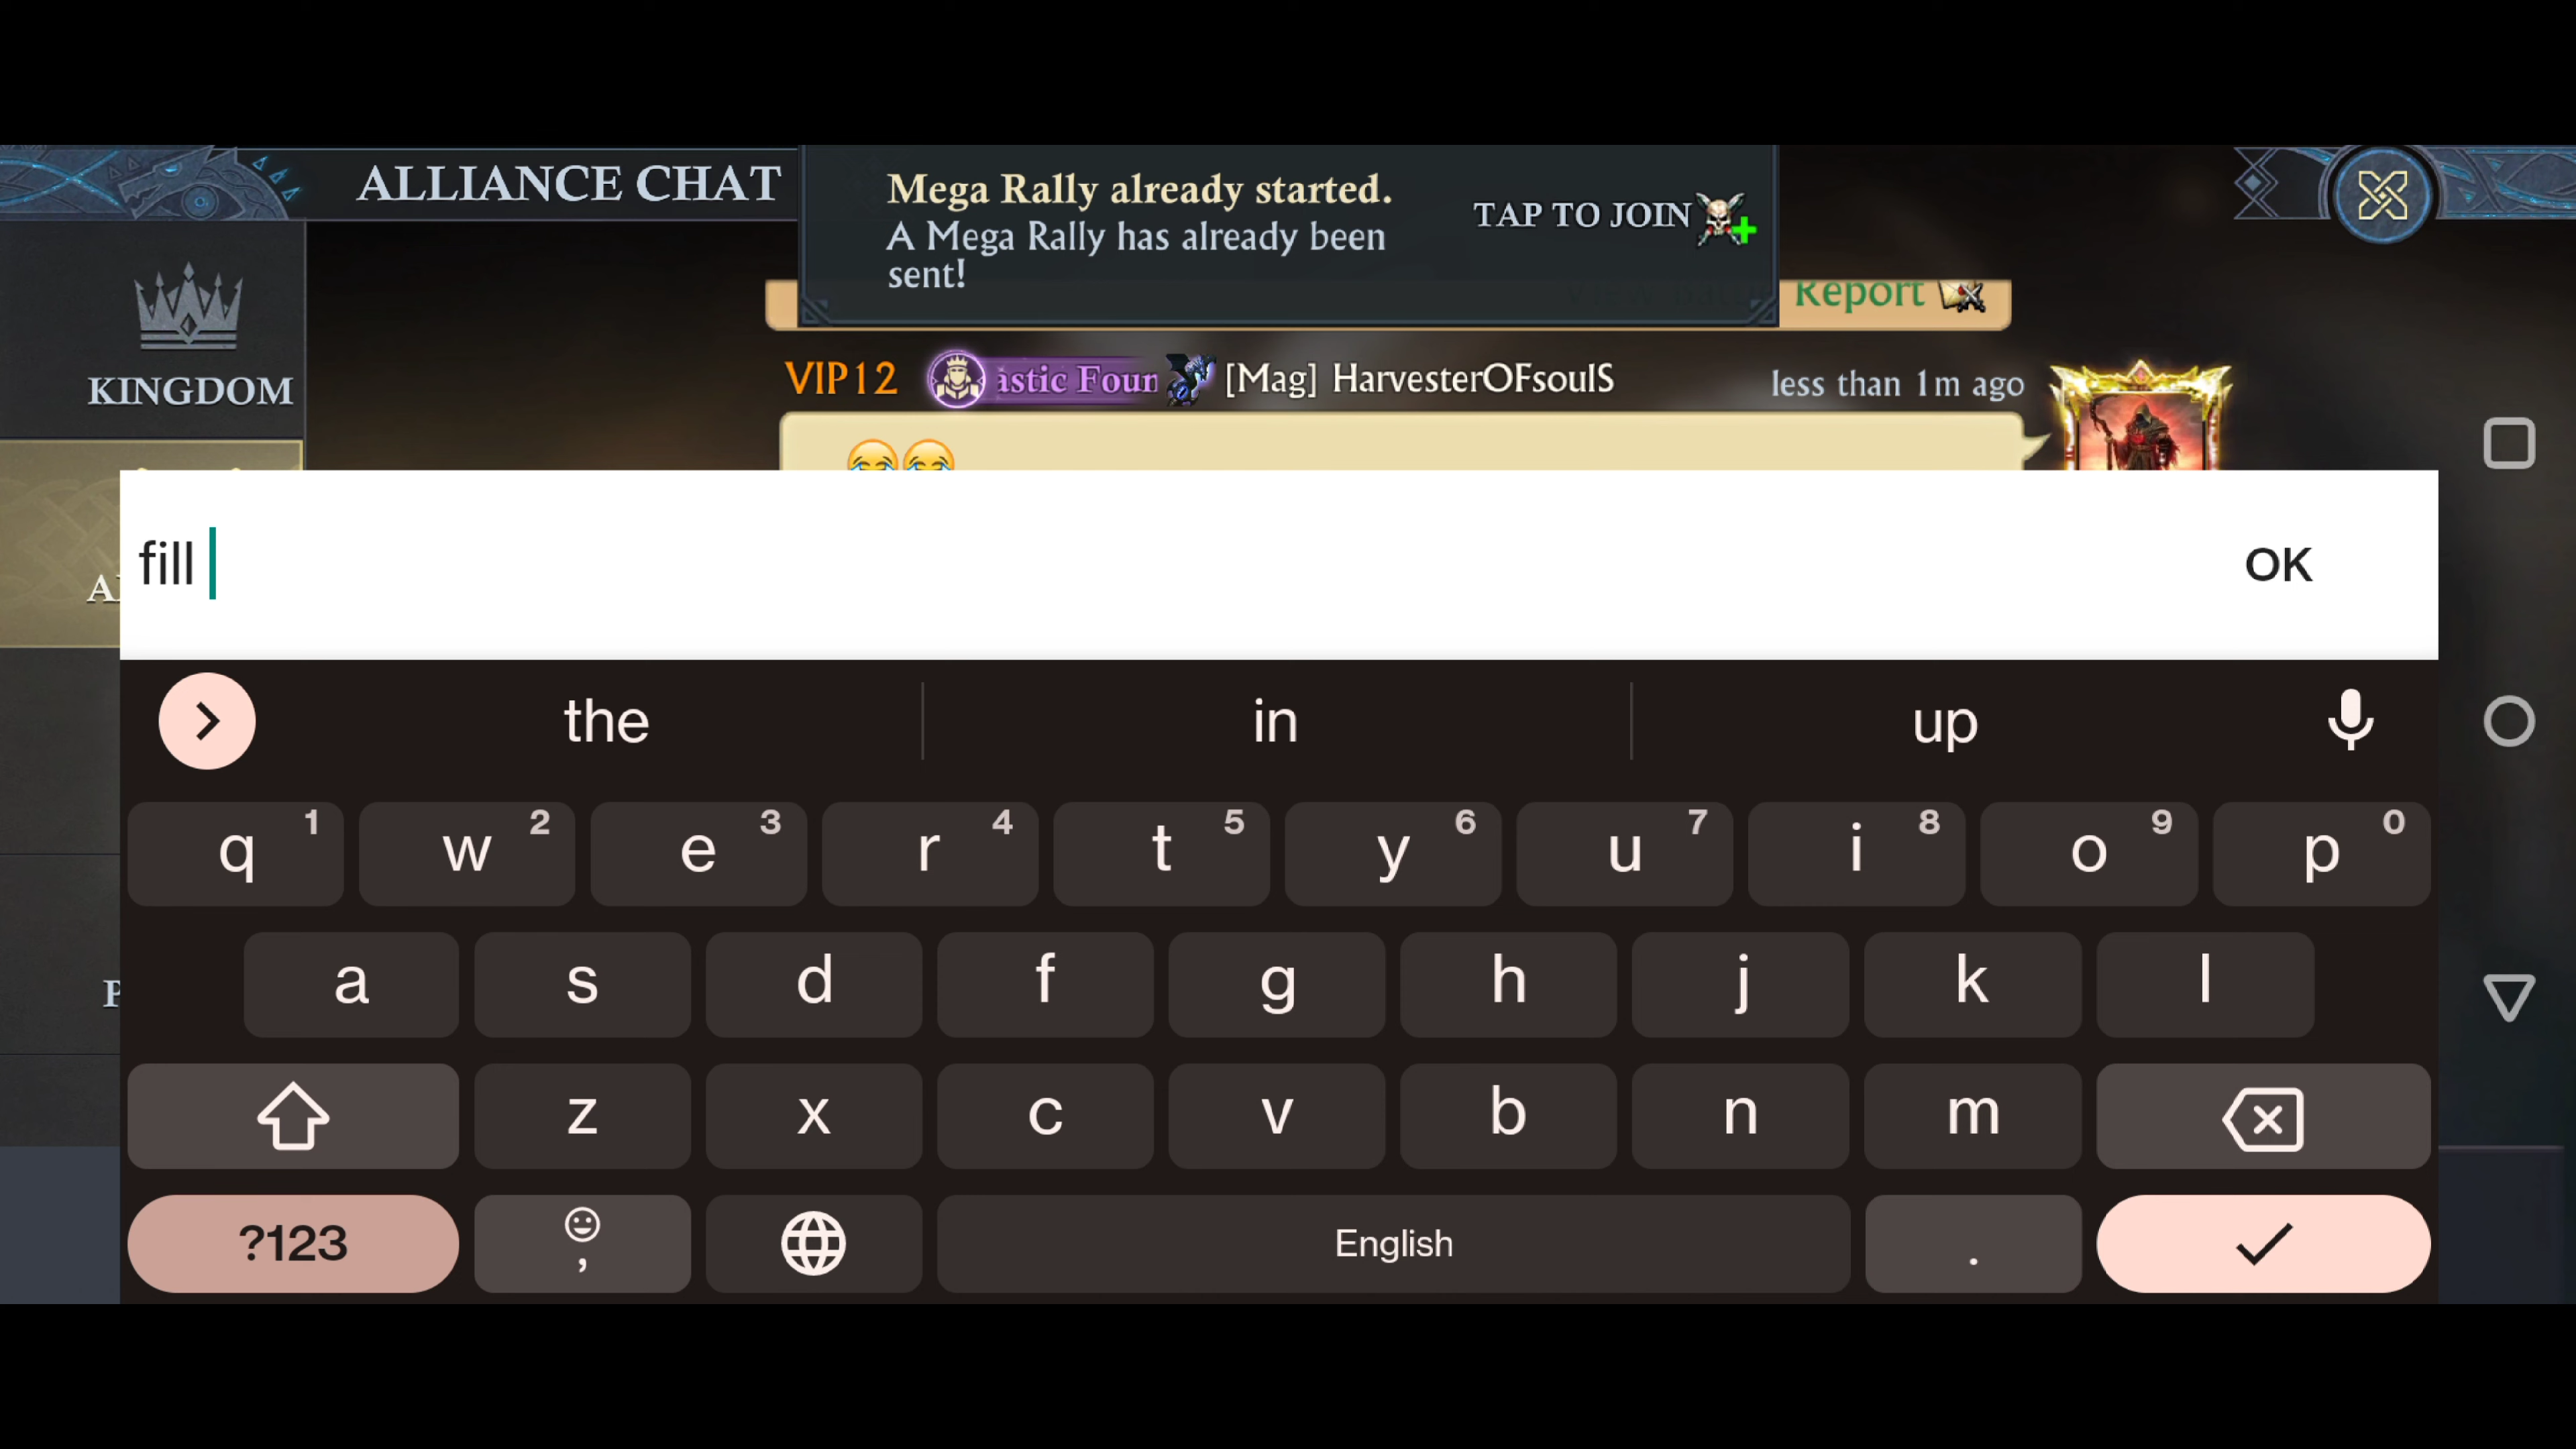 ALLIANCE CHAT
Mega Rally already started.
A Mega Rally has already been
sent!
TAP TO JOIN
Report
KINGDOM
VIP12 astic Foun [Mag] HarvesterOFsoulS less than 1m ago
fill
OK
the in up
q 1 w 2 e 3 r 4 t 5 y 6 u 7 i 8 o 9 p 0
a s d f g h j k l
z x c v b n m
?123 , English .